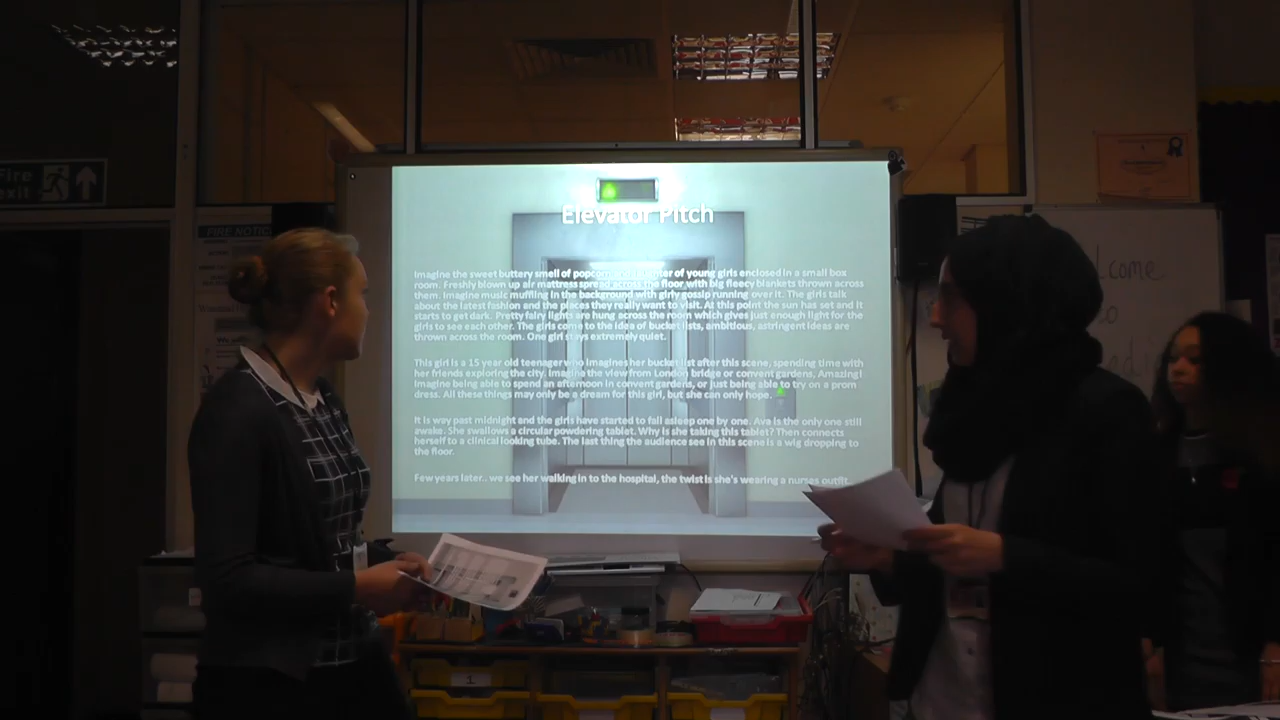 Fire
exit
FIRE NOTIC
Elevator Pitch
Imagine the sweet buttery smell of popcorn of young girls enclosed in a small box
room. Freshly blown up air mattress spread across the floor with big fleecy blankets thrown across
them. Imagine music muffling in the background with girly gossip running over it. The girls talk
about the latest fashion and the places they really want to visit. At this point the sun has set and it
starts to get dark. Pretty fairy lights are hung across the room which gives just enough light for the
girls to see each other. The girls come to the idea of bucket lists, ambitious, astringent ideas are
thrown across the room. One girl stays extremely quiet.
This girl is a 15 year old teenager who imagines her bucket list after this scene, spending time with
her friends exploring the city. Imagine the view from London bridge or convent gardens. Amazing!
Imagine being able to spend an afternoon in convent gardens, or just being able to try on a prom
dress. All these things may only be a dream for this girl, but she can only hope.
It is way past midnight and the girls have started to fall asleep one by one. Ava is the only one still
awake. She swallows a circular powdering tablet. Why is she taking this tablet? Then connects
herself to a clinical looking tube. The last thing the audience see in this scene is a wig dropping to
the floor.
Few years later.. we see her walking in to the hospital, the twist is she's wearing a nurses outfit.
lcome
to
1